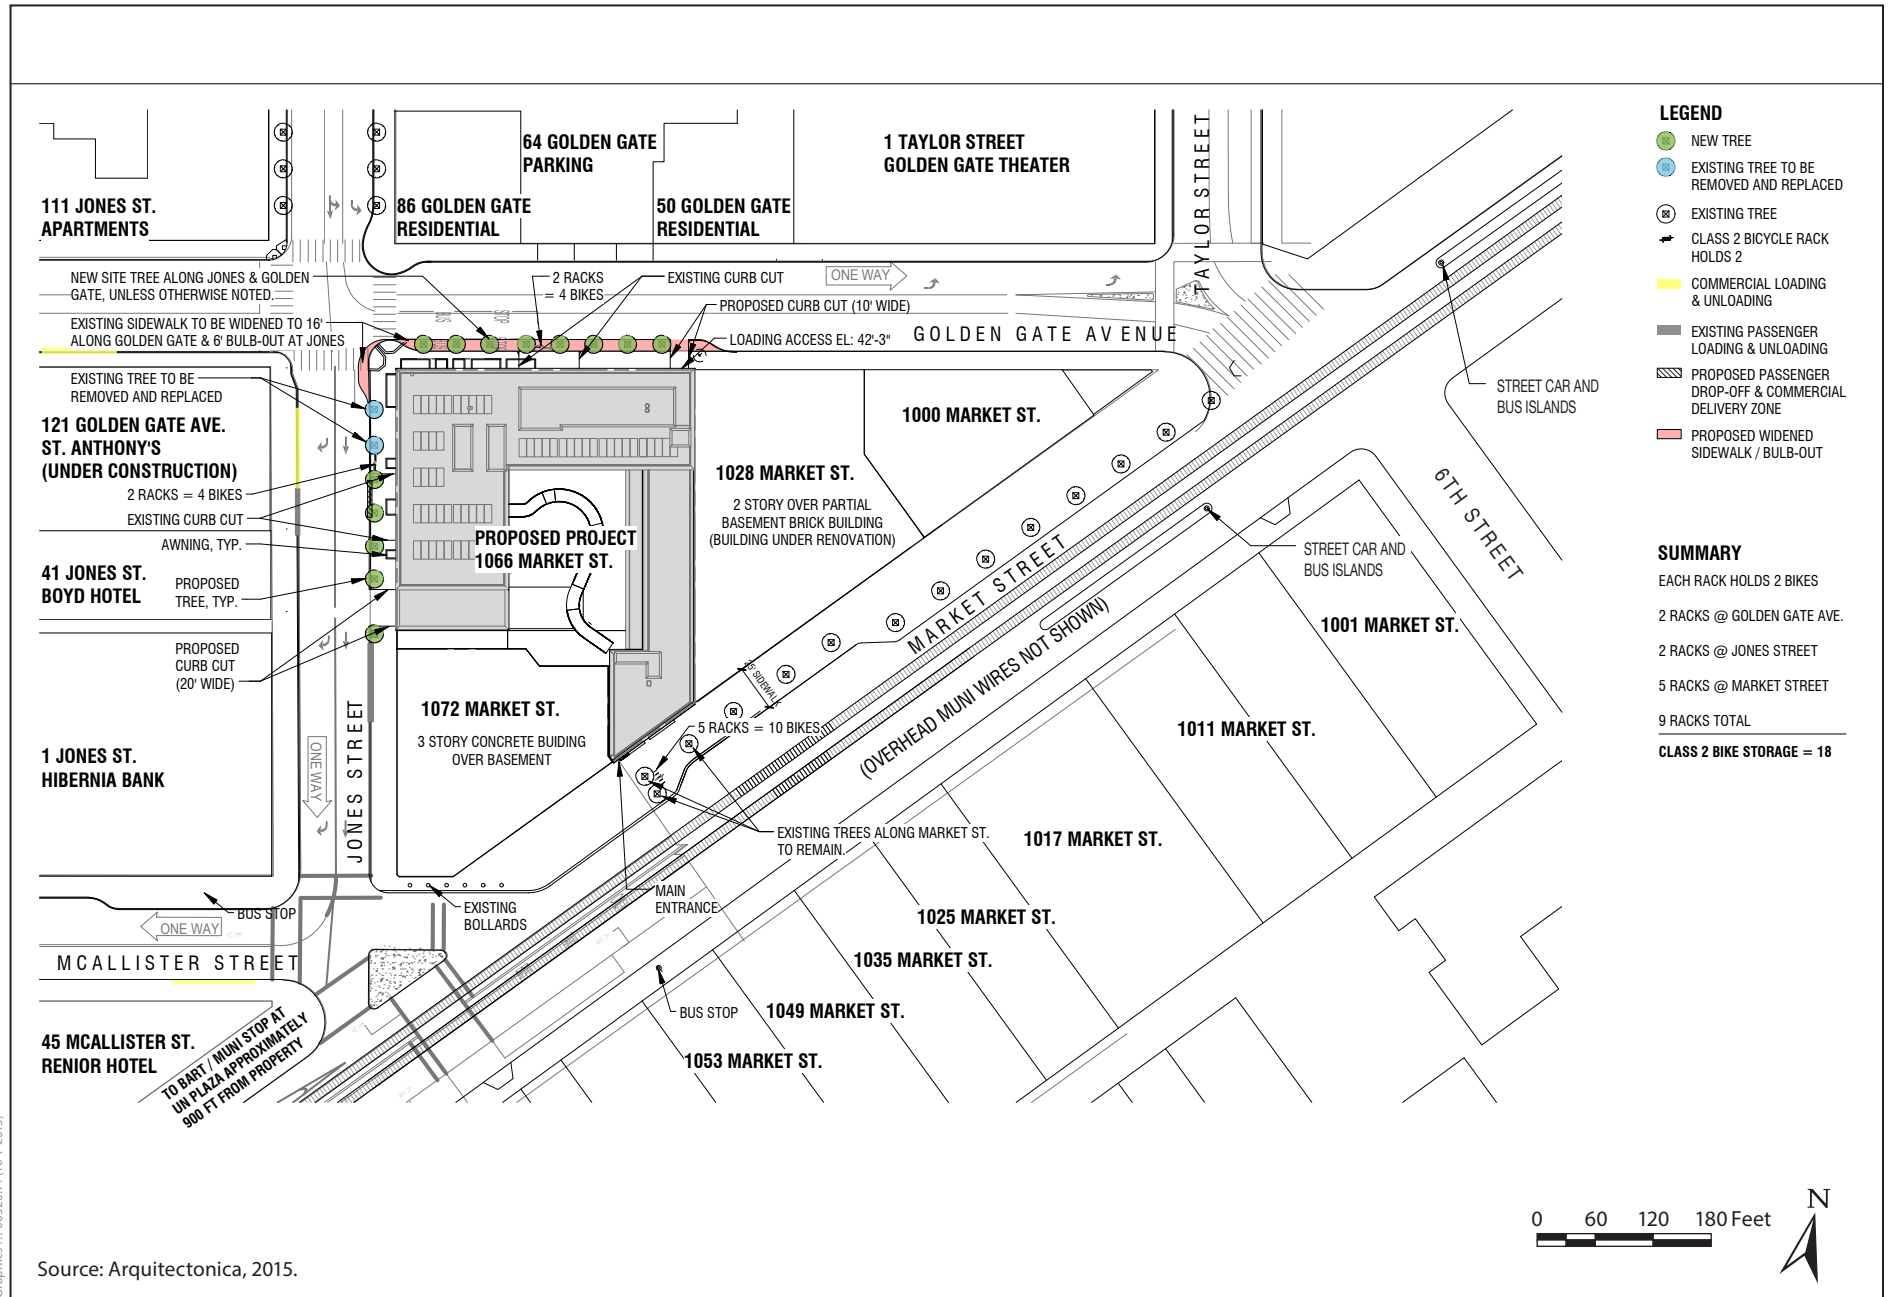 64 GOLDEN GATE
PARKING
1 TAYLOR STREET
GOLDEN GATE THEATER
TAYLOR STREET
111 JONES ST.
APARTMENTS
86 GOLDEN GATE
RESIDENTIAL
50 GOLDEN GATE
RESIDENTIAL
NEW SITE TREE ALONG JONES & GOLDEN
GATE, UNLESS OTHERWISE NOTED.
2 RACKS
= 4 BIKES
EXISTING CURB CUT
ONE WAY
PROPOSED CURB CUT (10' WIDE)
BUS
STOP
EXISTING SIDEWALK TO BE WIDENED TO 16'
ALONG GOLDEN GATE & 6' BULB-OUT AT JONES
LOADING ACCESS EL: 42'-3"
GOLDEN GATE AVENUE
EXISTING TREE TO BE
REMOVED AND REPLACED
121 GOLDEN GATE AVE.
ST. ANTHONY'S
(UNDER CONSTRUCTION)
2 RACKS = 4 BIKES
EXISTING CURB CUT
AWNING, TYP.
41 JONES ST.
BOYD HOTEL
PROPOSED
TREE, TYP.
PROPOSED
CURB CUT
(20' WIDE)
PROPOSED PROJECT
1066 MARKET ST.
1028 MARKET ST.
2 STORY OVER PARTIAL
BASEMENT BRICK BUILDING
(BUILDING UNDER RENOVATION)
1000 MARKET ST.
STREET CAR AND
BUS ISLANDS
6TH STREET
STREET CAR AND
BUS ISLANDS
MARKET STREET
(OVERHEAD MUNI WIRES NOT SHOWN)
1001 MARKET ST.
1011 MARKET ST.
1017 MARKET ST.
1025 MARKET ST.
1035 MARKET ST.
1049 MARKET ST.
1053 MARKET ST.
26' SIDEWALK
5 RACKS = 10 BIKES
1072 MARKET ST.
3 STORY CONCRETE BUIDING
OVER BASEMENT
1 JONES ST.
HIBERNIA BANK
ONE WAY
JONES STREET
EXISTING TREES ALONG MARKET ST.
TO REMAIN.
MAIN
ENTRANCE
EXISTING
BOLLARDS
BUS STOP
ONE WAY
MCALLISTER STREET
BUS STOP
45 MCALLISTER ST.
RENIOR HOTEL
TO BART / MUNI STOP AT
UN PLAZA APPROXIMATELY
900 FT FROM PROPERTY
LEGEND
NEW TREE
EXISTING TREE TO BE
REMOVED AND REPLACED
EXISTING TREE
CLASS 2 BICYCLE RACK
HOLDS 2
COMMERCIAL LOADING
& UNLOADING
EXISTING PASSENGER
LOADING & UNLOADING
PROPOSED PASSENGER
DROP-OFF & COMMERCIAL
DELIVERY ZONE
PROPOSED WIDENED
SIDEWALK / BULB-OUT
SUMMARY
EACH RACK HOLDS 2 BIKES
2 RACKS @ GOLDEN GATE AVE.
2 RACKS @ JONES STREET
5 RACKS @ MARKET STREET
9 RACKS TOTAL
CLASS 2 BIKE STORAGE = 18
0 60 120 180 Feet
N
Source: Arquitectonica, 2015.